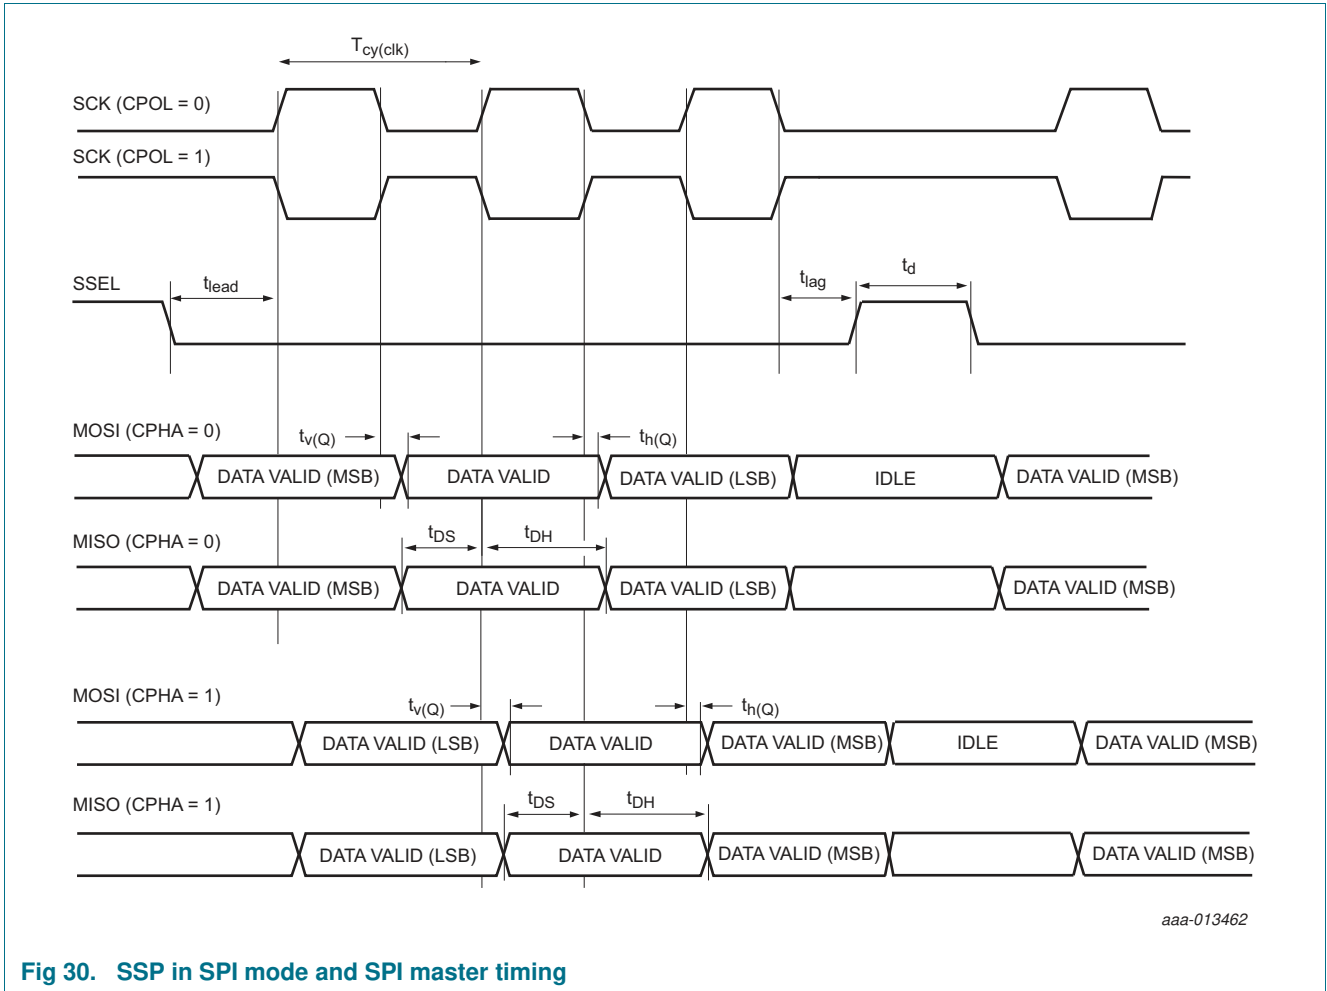 Tcy(clk)
SCK (CPOL = 0)
SCK (CPOL = 1)
SSEL
tlead
tlag
td
MOSI (CPHA = 0)
tv(Q)
th(Q)
DATA VALID (MSB)
DATA VALID
DATA VALID (LSB)
IDLE
DATA VALID (MSB)
MISO (CPHA = 0)
tDS
tDH
DATA VALID (MSB)
DATA VALID
DATA VALID (LSB)
DATA VALID (MSB)
MOSI (CPHA = 1)
tv(Q)
th(Q)
DATA VALID (LSB)
DATA VALID
DATA VALID (MSB)
IDLE
DATA VALID (MSB)
MISO (CPHA = 1)
tDS
tDH
DATA VALID (LSB)
DATA VALID
DATA VALID (MSB)
DATA VALID (MSB)
aaa-013462
Fig 30. SSP in SPI mode and SPI master timing